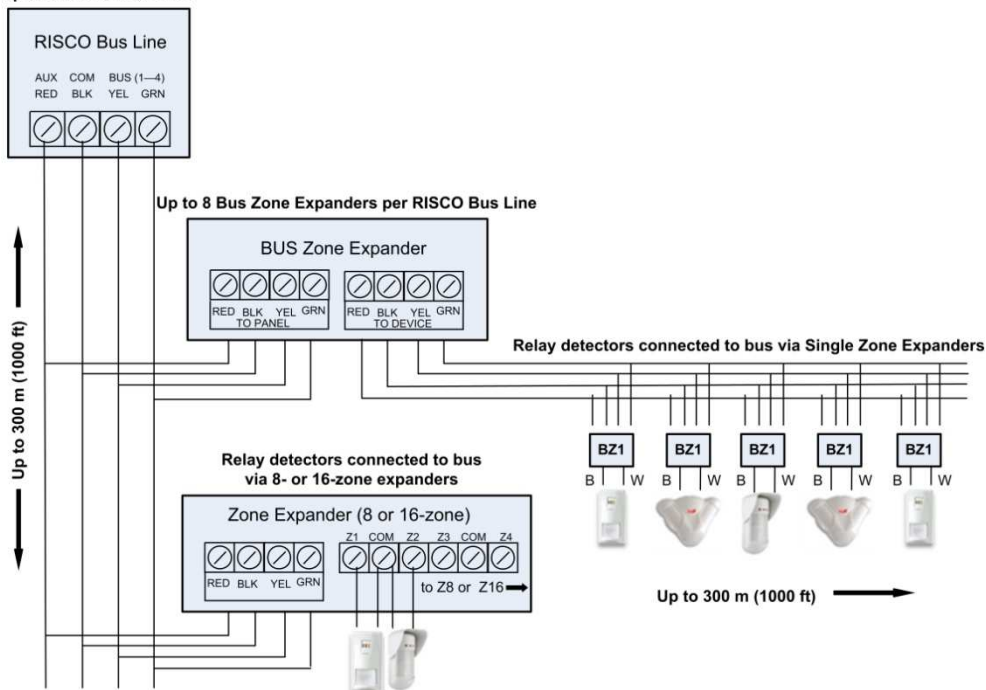 RISCO Bus Line
AUX COM BUS (1—4)
RED BLK YEL GRN
Up to 8 Bus Zone Expanders per RISCO Bus Line
BUS Zone Expander
RED BLK YEL GRN RED BLK YEL GRN
TO PANEL TO DEVICE
Up to 300 m (1000 ft)
Relay detectors connected to bus via Single Zone Expanders
BZ1 BZ1 BZ1 BZ1 BZ1
B W B W B W B W B W
Relay detectors connected to bus
via 8- or 16-zone expanders
Zone Expander (8 or 16-zone)
Z1 COM Z2 Z3 COM Z4
RED BLK YEL GRN
to Z8 or Z16
Up to 300 m (1000 ft)